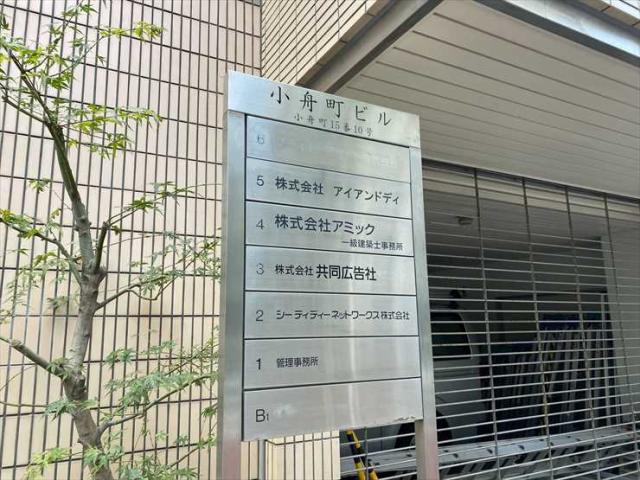 小舟町ビル
小舟町15番10号
6
5 株式会社 アイアンドディ
4 株式会社アミック
一級建築士事務所
3 株式会社 共同広告社
2 シーティティーネットワークス株式会社
1 管理事務所
B1